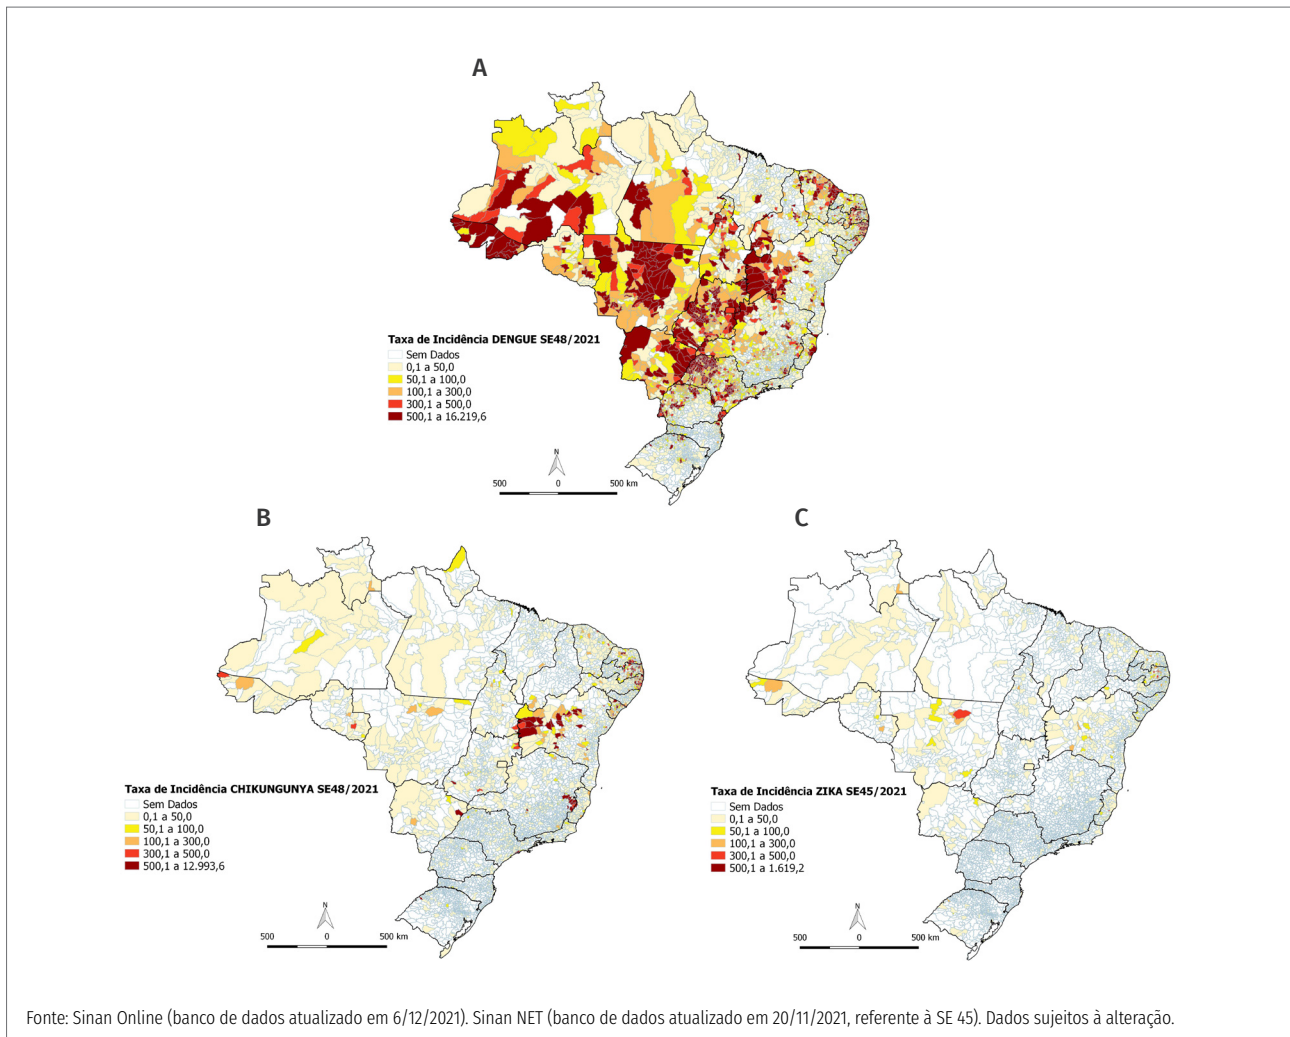 A
Taxa de Incidência DENGUE SE48/2021
Sem Dados
0,1 a 50,0
50,1 a 100,0
100,1 a 300,0
300,1 a 500,0
500,1 a 16.219,6
N
500 0 500 km
B
Taxa de Incidência CHIKUNGUNYA SE48/2021
Sem Dados
0,1 a 50,0
50,1 a 100,0
100,1 a 300,0
300,1 a 500,0
500,1 a 12.993,6
N
500 0 500 km
C
Taxa de Incidência ZIKA SE45/2021
Sem Dados
0,1 a 50,0
50,1 a 100,0
100,1 a 300,0
300,1 a 500,0
500,1 a 1.619,2
N
500 0 500 km
Fonte: Sinan Online (banco de dados atualizado em 6/12/2021). Sinan NET (banco de dados atualizado em 20/11/2021, referente à SE 45). Dados sujeitos à alteração.